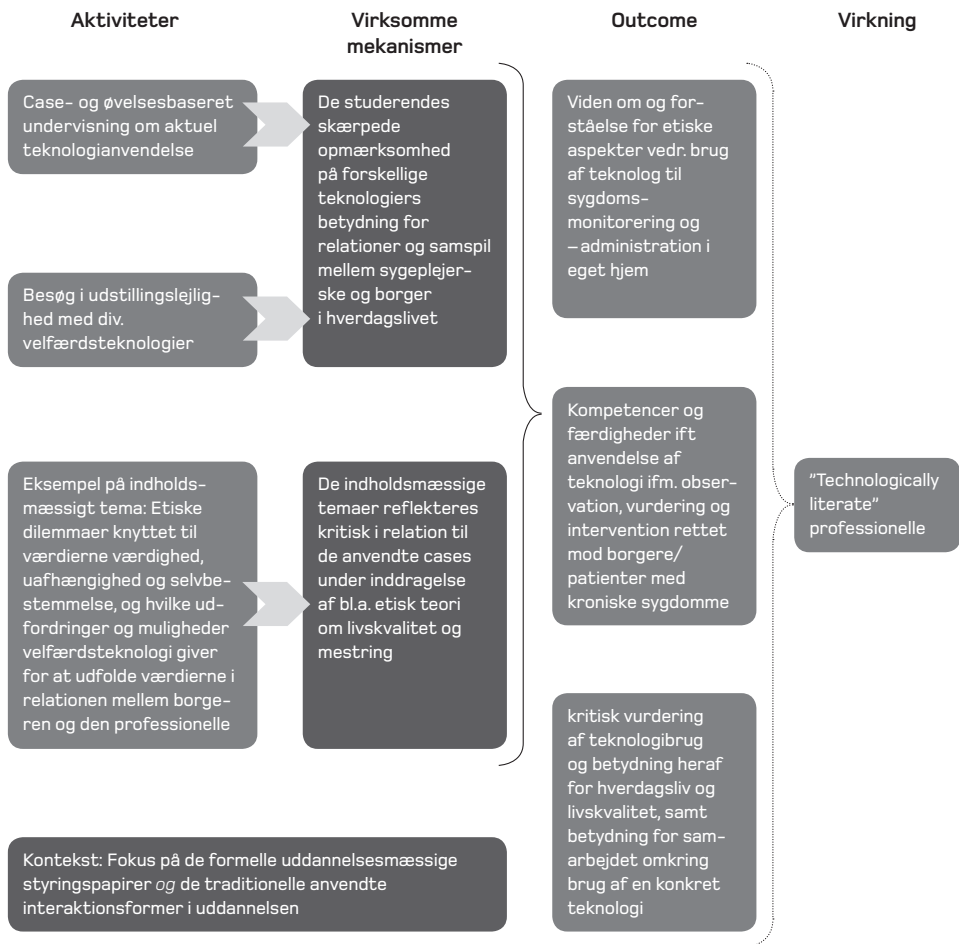 Aktiviteter
Virksomme
mekanismer
Outcome
Virkning
Case- og øvelsesbaseret
undervisning om aktuel
teknologianvendelse
Besøg i udstillingslejlig-
hed med div.
velfærdsteknologier
Eksempel på indholds-
mæssigt tema: Etiske
dilemmaer knyttet til
værdierne værdighed,
uafhængighed og selvbe-
stemmelse, og hvilke ud-
fordringer og muligheder
velfærdsteknologi giver
for at udfolde værdierne i
relationen mellem borge-
ren og den professionelle
De studerendes
skærpede
opmærksomhed
på forskellige
teknologiers
betydning for
relationer og samspil
mellem sygeplejer-
ske og borger
i hverdagslivet
De indholdsmæssige
temaer reflekteres
kritisk i relation til
de anvendte cases
under inddragelse
af bl.a. etisk teori
om livskvalitet og
mestring
Kontekst: Fokus på de formelle uddannelsesmæssige
styringspapirer og de traditionelle anvendte
interaktionsformer i uddannelsen
Viden om og for-
ståelse for etiske
aspekter vedr. brug
af teknolog til
sygdoms-
monitorering og
– administration i
eget hjem
Kompetencer og
færdigheder ift
anvendelse af
teknologi ifm. obser-
vation, vurdering og
intervention rettet
mod borgere/
patienter med
kroniske sygdomme
kritisk vurdering
af teknologibrug
og betydning heraf
for hverdagsliv og
livskvalitet, samt
betydning for sam-
arbejdet omkring
brug af en konkret
teknologi
"Technologically
literate"
professionelle